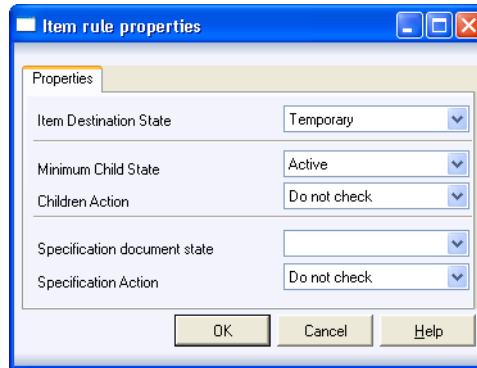 Item rule properties
Properties
Item Destination State Temporary
Minimum Child State Active
Children Action Do not check
Specification document state
Specification Action Do not check
OK Cancel Help